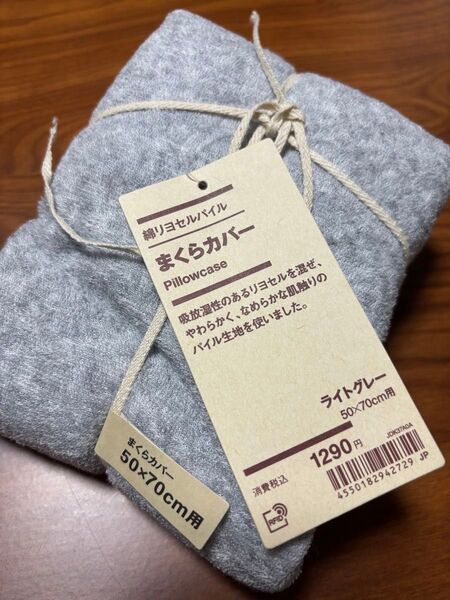 綿リヨセルパイル
まくらカバー
Pillowcase
吸放湿性のあるリヨセルを混ぜ、
やわらかく、なめらかな肌触りの
パイル生地を使いました。
ライトグレー
50×70cm用
消費税込 1290円
JDK37A0A
4550182942729 JP
RFID
まくらカバー
50×70cm用